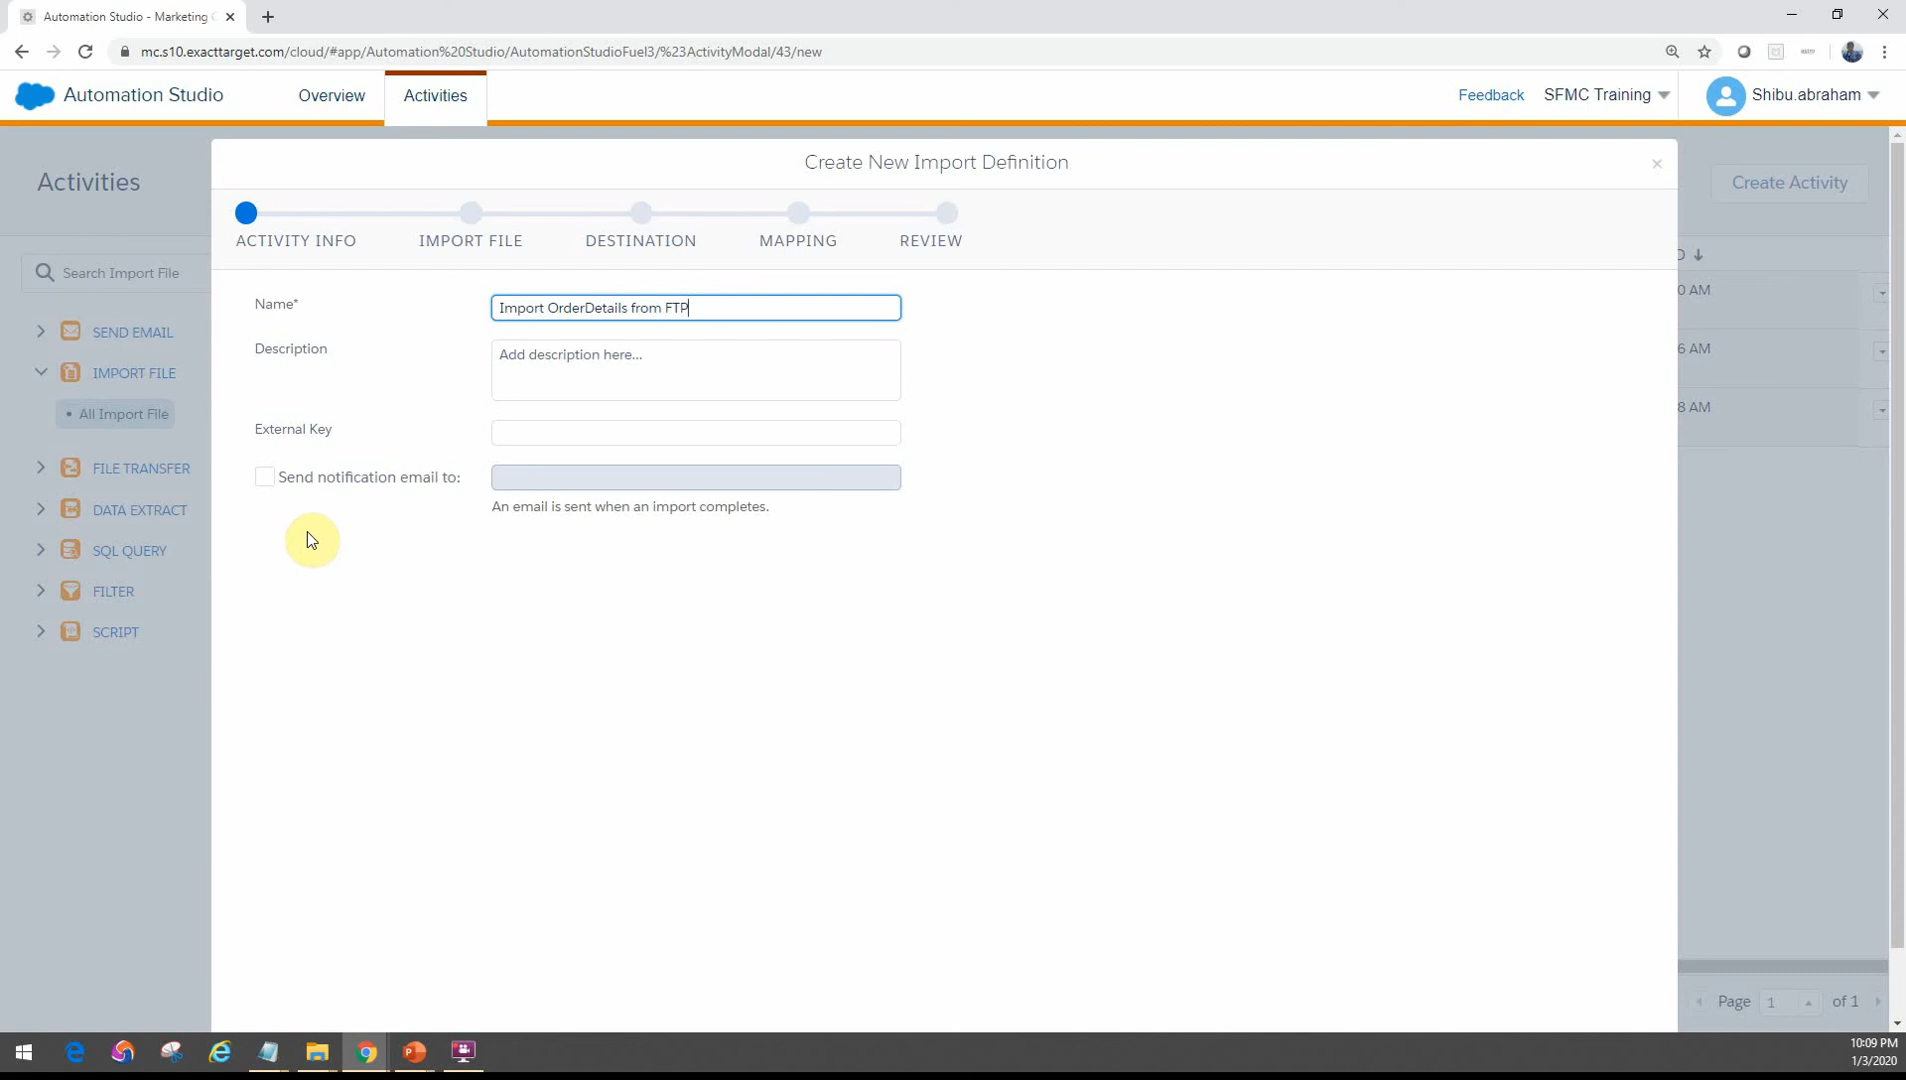 Automation Studio - Marketing C
mc.s10.exacttarget.com/cloud/#app/Automation%20Studio/AutomationStudioFuel3/%23ActivityModal/43/new
Automation Studio
Overview
Activities
Feedback
SFMC Training
Shibu.abraham
Create New Import Definition
Activities
Create Activity
ACTIVITY INFO
IMPORT FILE
DESTINATION
MAPPING
REVIEW
Search Import File
D
Name*
Import OrderDetails from FTP
0 AM
SEND EMAIL
Description
Add description here...
6 AM
IMPORT FILE
All Import File
8 AM
External Key
FILE TRANSFER
Send notification email to:
An email is sent when an import completes.
DATA EXTRACT
SQL QUERY
FILTER
SCRIPT
Page 1 of 1
10:09 PM
1/3/2020